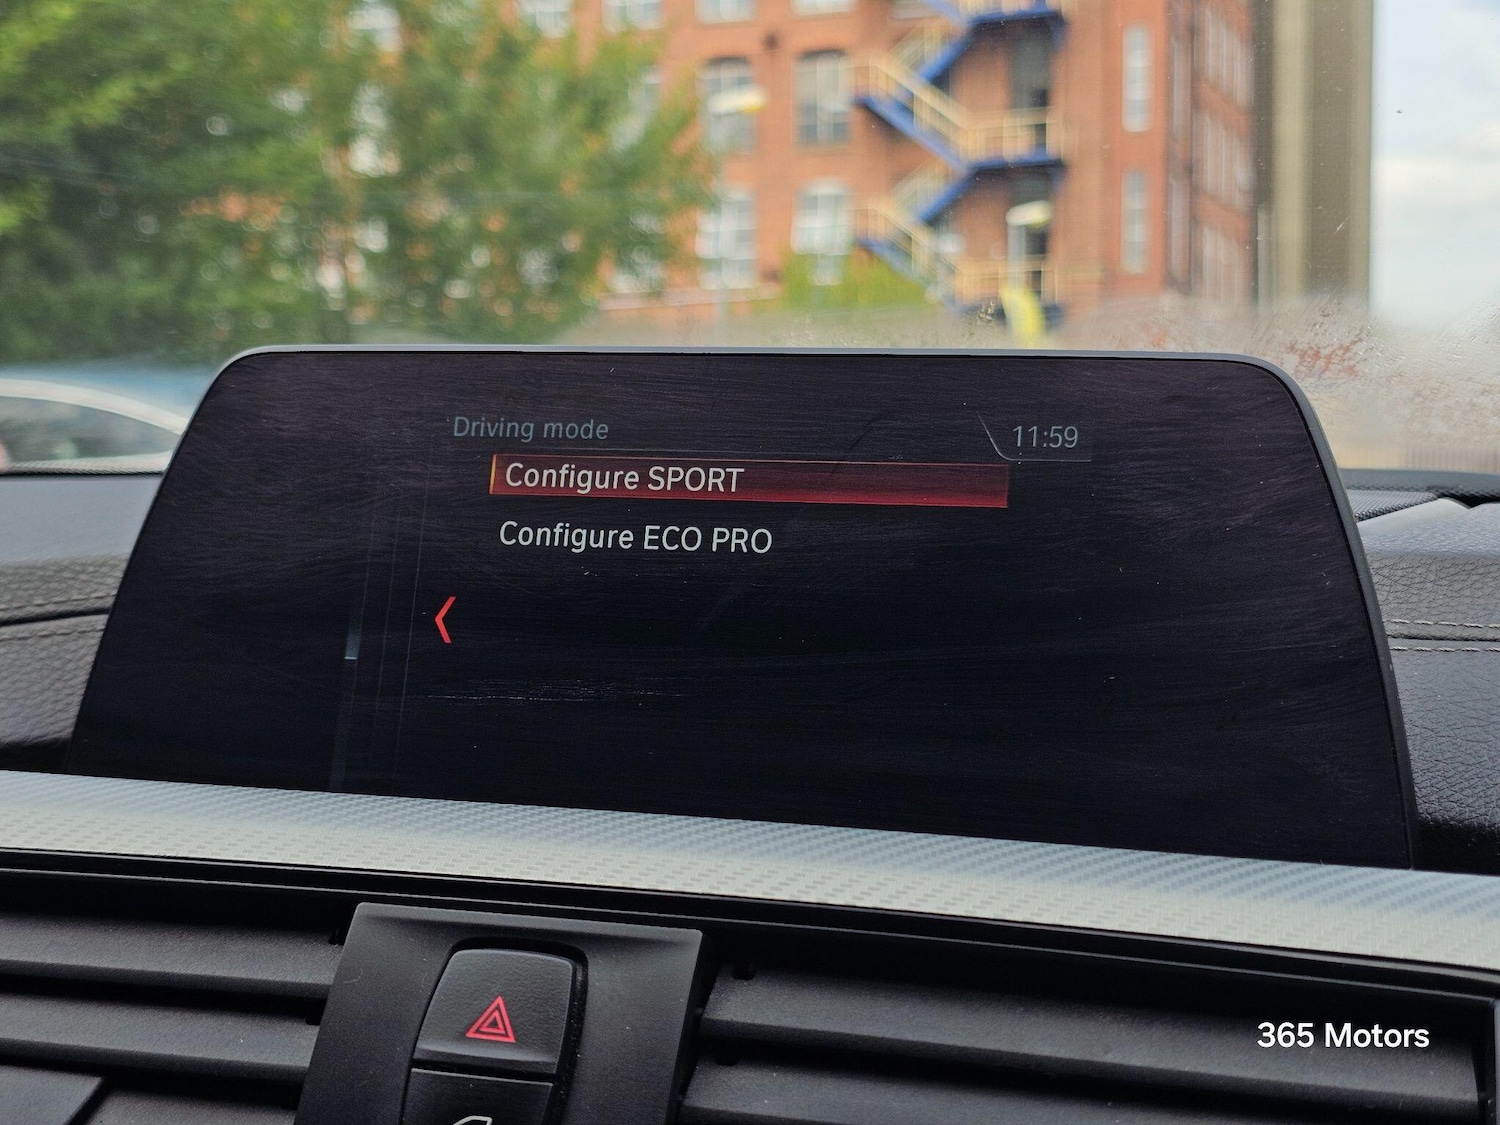 Driving mode
11:59
Configure SPORT
Configure ECO PRO
365 Motors